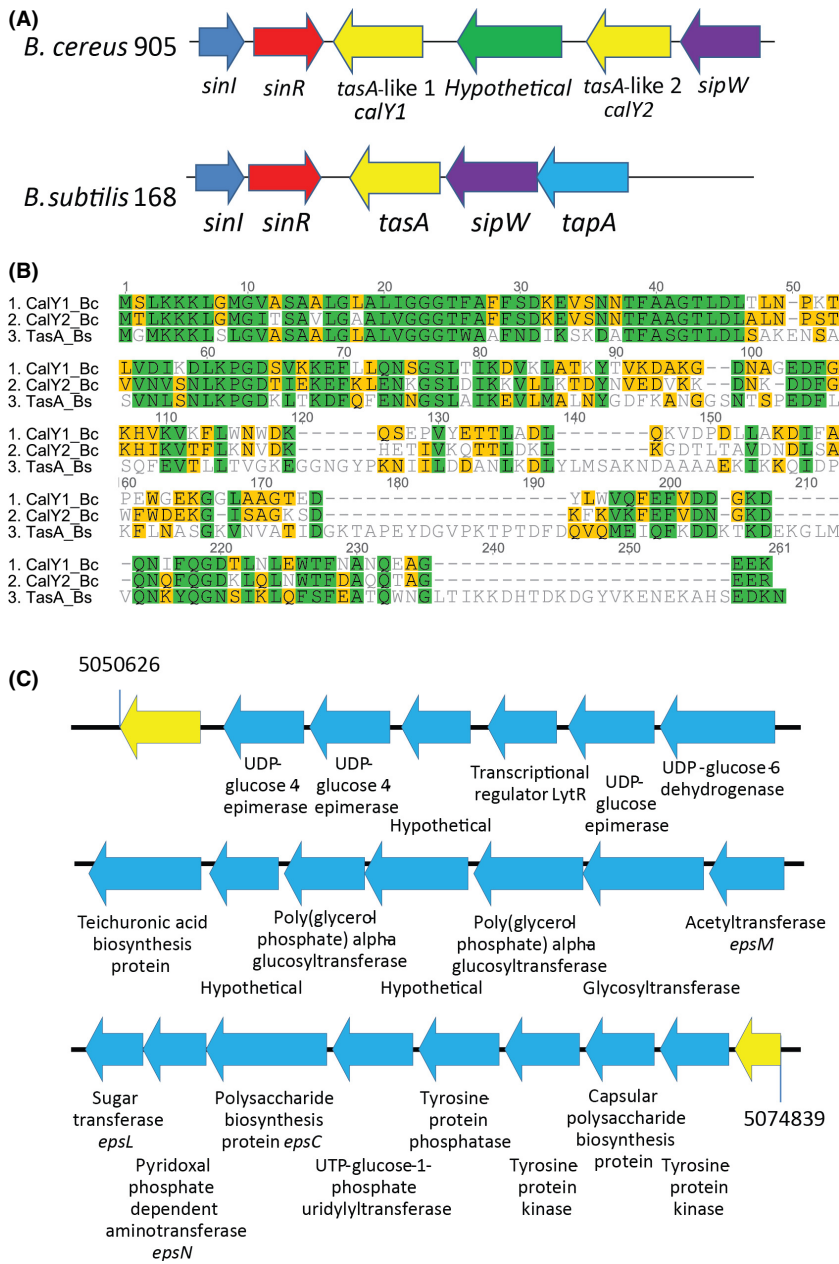 (A)
B. cereus 905
sinI sinR tasA-like 1 calY1 Hypothetical tasA-like 2 calY2 sipW
B. subtilis 168
sinI sinR tasA sipW tapA
(B)
1 10 20 30 40 50
1. CalY1_Bc MSLKKKLGMGVASAALGLALIGGGTFAFFSDKEVSNNTFAAGTLDLTLN-PKT
2. CalY2_Bc MTLKKKLGMGITSAVLGAALVGGGTFAFFSDKEVSNNTFAAGTLDLALN-PST
3. TasA_Bs MGMKKKLSLGVASAALGLALVGGGTWAAFNDIKSKDATFASGTLDLSAKENSA
60 70 80 90 100
1. CalY1_Bc LVDIKDLKPGDSVKKEFLLQNSGSLTIKDVKLATKYTVKDAKG--DNAGEDFG
2. CalY2_Bc VVNVSNLKPGDTIEKEFKLENKGSLDIKKVLLKTDYNVEDVKK--DNK-DDFG
3. TasA_Bs SVNLSNLKPGDKLTKDFQFENNGSLAIKEVLMALNYGDFKANGGSNTSPEDFL
110 120 130 140 150
1. CalY1_Bc KHVKVKFLWNWDK------QSEPVYETTLADL-------QKVDPDLLAKDIFA
2. CalY2_Bc KHIKVTFLKNVDK------HETIVKQTTLDKL-------KGDTLTAVDNDLSA
3. TasA_Bs SQFEVTLLTVGKEGGNGYPKNIILDDANLKDLYLMSAKNDAAAAEKIKKQIDP
60 170 180 190 200 210
1. CalY1_Bc PEWGEKGGLAAGTED------------------YLWVQFEFVDD-GKD-----
2. CalY2_Bc WFWDEKG-ISAGKSD------------------KFKVKFEFVDN-GKD-----
3. TasA_Bs KFLNASGKVNVATIDGKTAPEYDGVPKTPTDFDQVQMEIQFKDDKTKDEKGLM
220 230 240 250 261
1. CalY1_Bc -QNIFQGDTLNLEWTFNANQEAG----------------------EEK
2. CalY2_Bc -QNQFQGDKLQLNWTFDAQQTAG----------------------EER
3. TasA_Bs VQNKYQGNSIKLQFSFEATQWNGLTIKKDHTDKDGYVKENEKAHSEDKN
(C)
5050626
UDP-glucose 4 epimerase
UDP-glucose 4 epimerase
Hypothetical
Transcriptional regulator LytR
UDP-glucose epimerase
UDP-glucose-6 dehydrogenase
Teichuronic acid biosynthesis protein
Hypothetical
Poly(glycerol-phosphate) alpha-glucosyltransferase
Hypothetical
Poly(glycerol-phosphate) alpha-glucosyltransferase
Glycosyltransferase
Acetyltransferase epsM
Sugar transferase epsL
Pyridoxal phosphate dependent aminotransferase epsN
Polysaccharide biosynthesis protein epsC
UTP-glucose-1-phosphate uridylyltransferase
Tyrosine protein phosphatase
Tyrosine protein kinase
Capsular polysaccharide biosynthesis protein
Tyrosine protein kinase
5074839